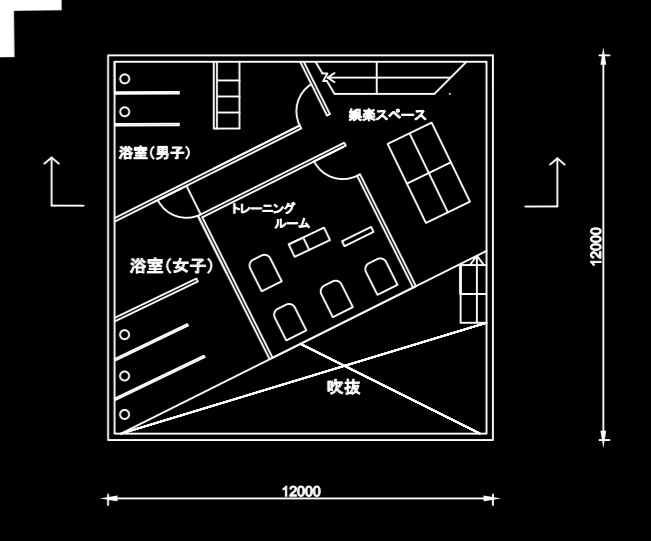 娯楽スペース
浴室(男子)
トレーニング
ルーム
浴室(女子)
12000
吹抜
12000